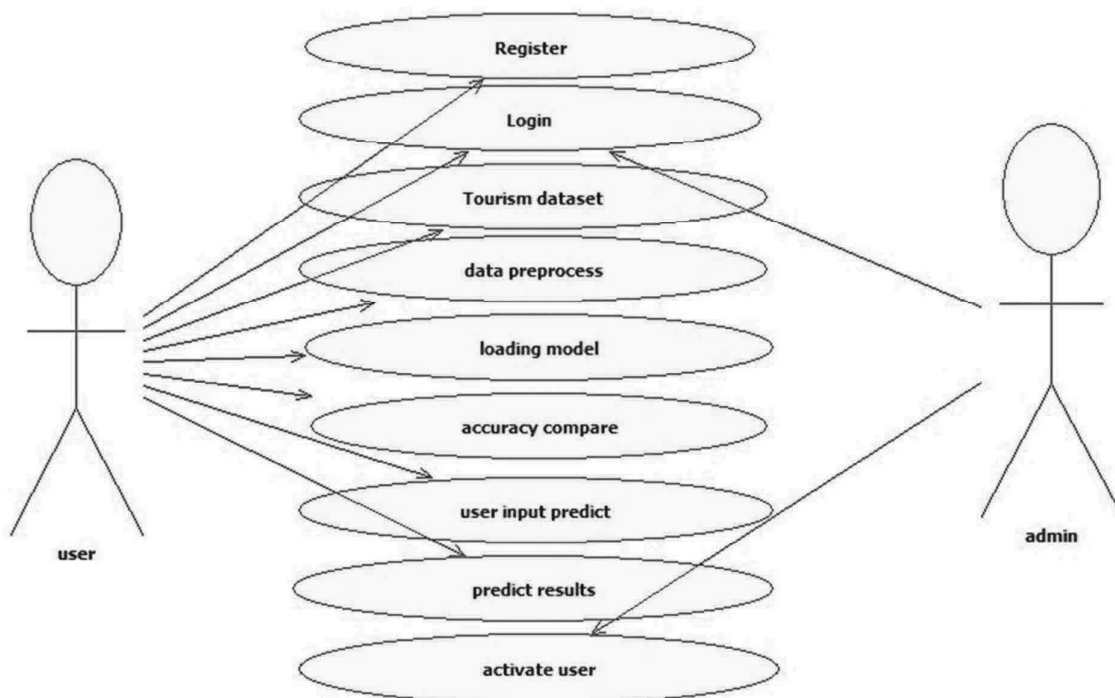 Register
Login
Tourism dataset
data preprocess
loading model
accuracy compare
user input predict
predict results
activate user
user
admin